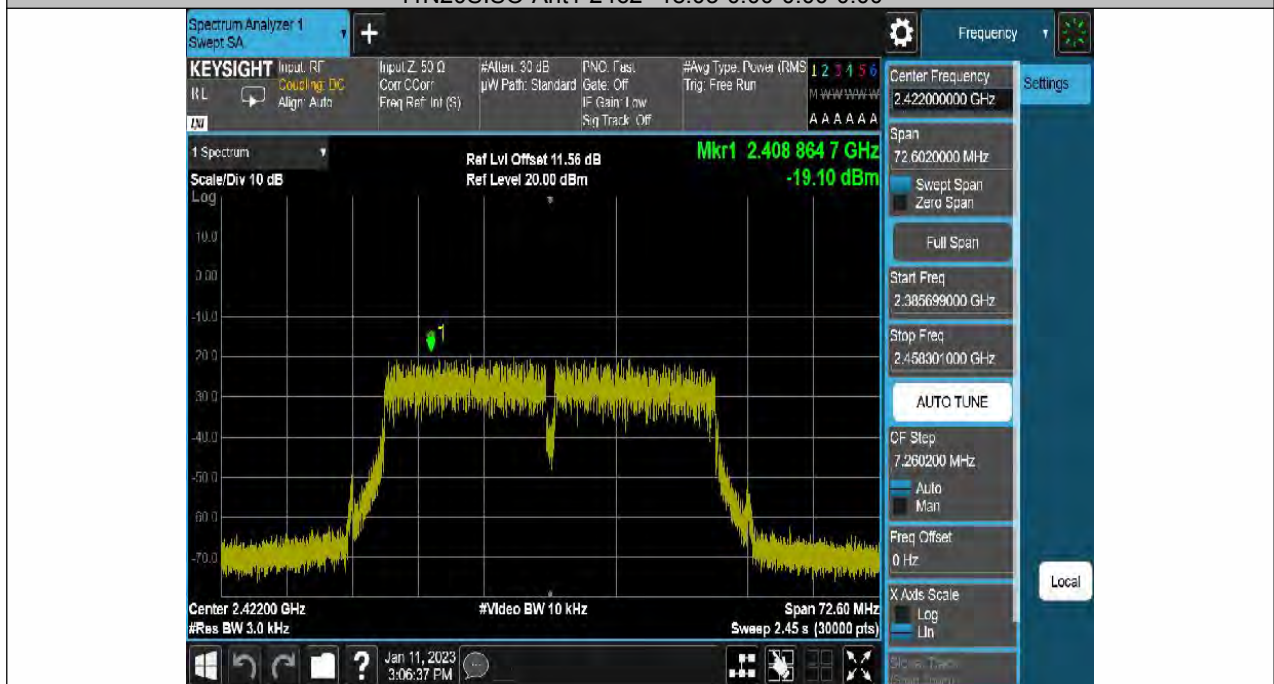 Spectrum Analyzer 1
Swept SA
+
Frequency
KEYSIGHT
Input: RF
Coupling: DC
Align: Auto
Input Z: 50 Ω
Corr CCorr
Freq Ref: Int (S)
#Atten: 30 dB
µW Path: Standard
PNO: Fast
Gate: Off
IF Gain: Low
Sig Track: Off
#Avg Type: Power (RMS
Trig: Free Run
1 2 3 4 5 6
M W W W W W
A A A A A A
RL
LXI
Settings
Center Frequency
2.422000000 GHz
Span
72.6020000 MHz
Swept Span
Zero Span
Full Span
Start Freq
2.385699000 GHz
Stop Freq
2.458301000 GHz
AUTO TUNE
CF Step
7.260200 MHz
Auto
Man
Freq Offset
0 Hz
X Axis Scale
Log
Lin
Local
1 Spectrum
Scale/Div 10 dB
Log
Ref Lvl Offset 11.56 dB
Ref Level 20.00 dBm
Mkr1 2.408 864 7 GHz
-19.10 dBm
10.0
0.00
-10.0
1
-20.0
-30.0
-40.0
-50.0
-60.0
-70.0
Center 2.42200 GHz
#Video BW 10 kHz
Span 72.60 MHz
#Res BW 3.0 kHz
Sweep 2.45 s (30000 pts)
?
Jan 11, 2023
3:06:37 PM